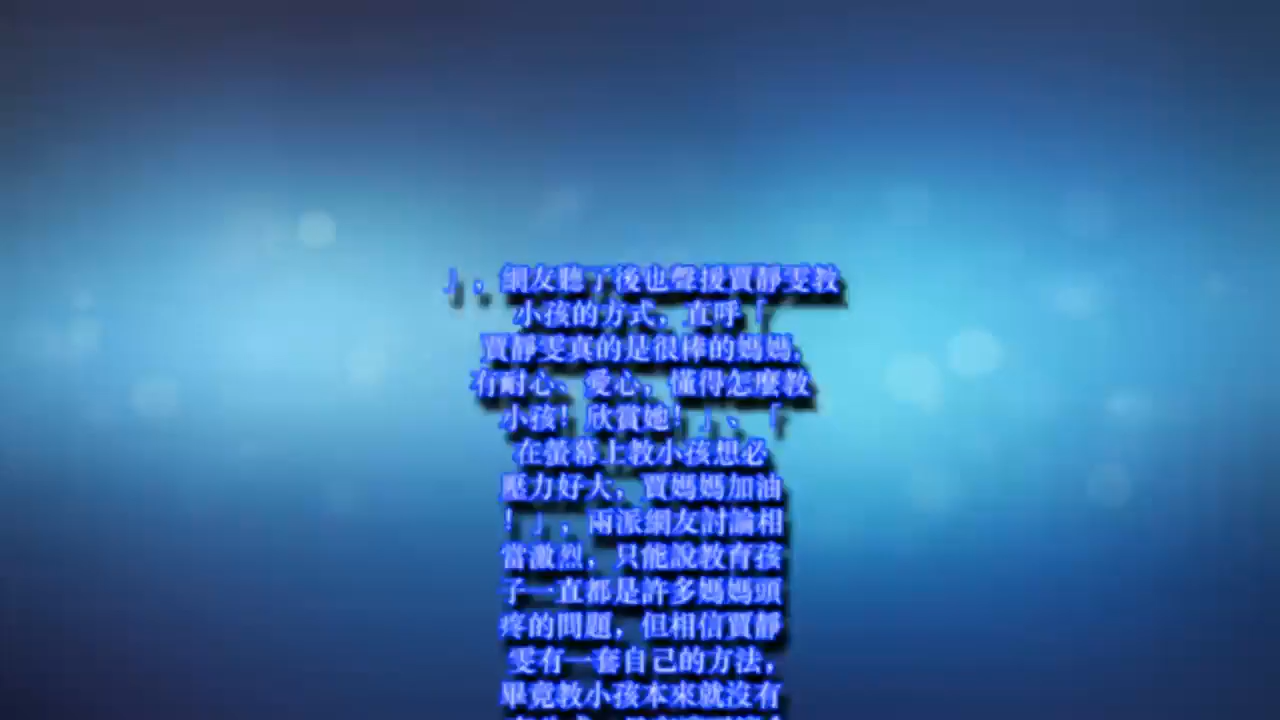 」，網友聽了後也聲援賈靜雯教
小孩的方式，直呼「
賈靜雯真的是很棒的媽媽，
有耐心、愛心，懂得怎麼教
小孩！欣賞她！」、「
在螢幕上教小孩想必
壓力好大，賈媽媽加油
！」，兩派網友討論相
當激烈，只能說教育孩
子一直都是許多媽媽頭
疼的問題，但相信賈靜
雯有一套自己的方法，
畢竟教小孩本來就沒有